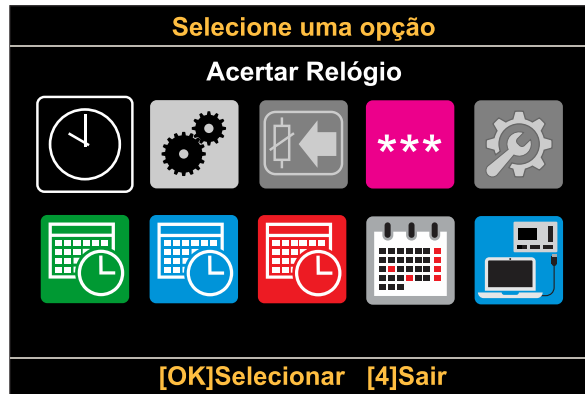 Selecione uma opção
Acertar Relógio
***
[OK]Selecionar [4]Sair